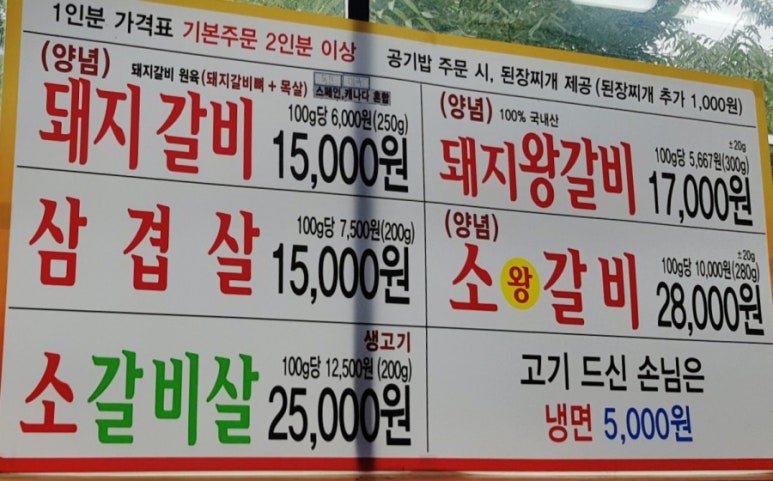 1인분 가격표 기본주문 2인분 이상
공기밥 주문 시, 된장찌개 제공 (된장찌개 추가 1,000원)
(양념)
돼지갈비 원육 (돼지갈비뼈 + 목살)
스페인,캐나다 혼합
돼지갈비
100g당 6,000원(250g)
15,000원
(양념)
100% 국내산
돼지왕갈비
±20g
100g당 5,667원(300g)
17,000원
삼겹살
100g당 7,500원(200g)
15,000원
(양념)
소왕갈비
±20g
100g당 10,000원(280g)
28,000원
소갈비살
생고기
100g당 12,500원(200g)
25,000원
고기 드신 손님은
냉면 5,000원